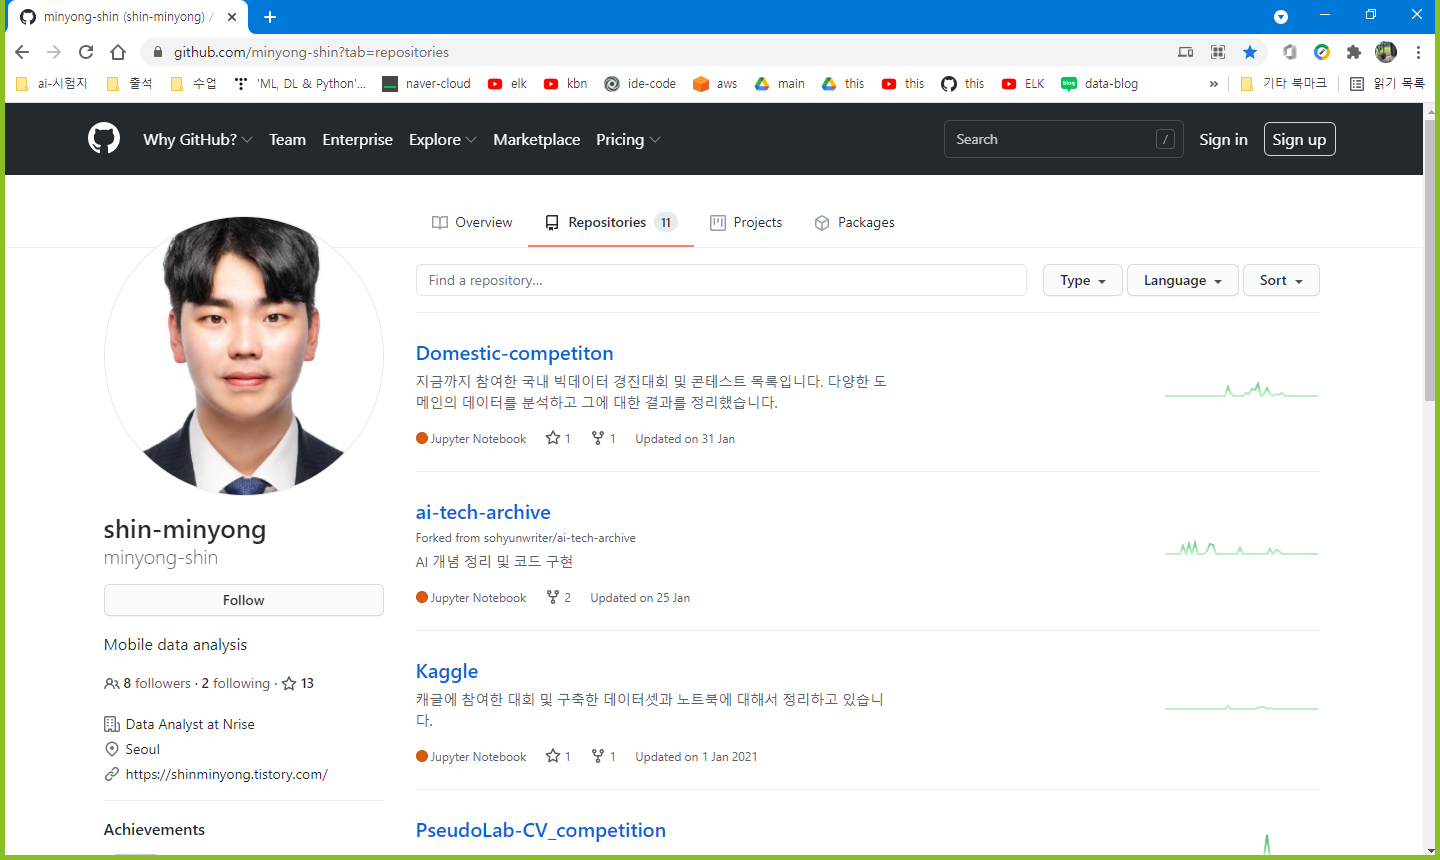 minyong-shin (shin-minyong) /
github.com/minyong-shin?tab=repositories
ai-시험지 출석 수업 'ML, DL & Python'... naver-cloud elk kbn ide-code aws main this this this ELK data-blog » 기타 북마크 읽기 목록
Why GitHub? Team Enterprise Explore Marketplace Pricing Search / Sign in Sign up
Overview Repositories 11 Projects Packages
Find a repository... Type Language Sort
Domestic-competiton
지금까지 참여한 국내 빅데이터 경진대회 및 콘테스트 목록입니다. 다양한 도
메인의 데이터를 분석하고 그에 대한 결과를 정리했습니다.
Jupyter Notebook 1 1 Updated on 31 Jan
ai-tech-archive
Forked from sohyunwriter/ai-tech-archive
AI 개념 정리 및 코드 구현
Jupyter Notebook 2 Updated on 25 Jan
Kaggle
캐글에 참여한 대회 및 구축한 데이터셋과 노트북에 대해서 정리하고 있습니
다.
Jupyter Notebook 1 1 Updated on 1 Jan 2021
PseudoLab-CV_competition
shin-minyong
minyong-shin
Follow
Mobile data analysis
8 followers · 2 following · 13
Data Analyst at Nrise
Seoul
https://shinminyong.tistory.com/
Achievements